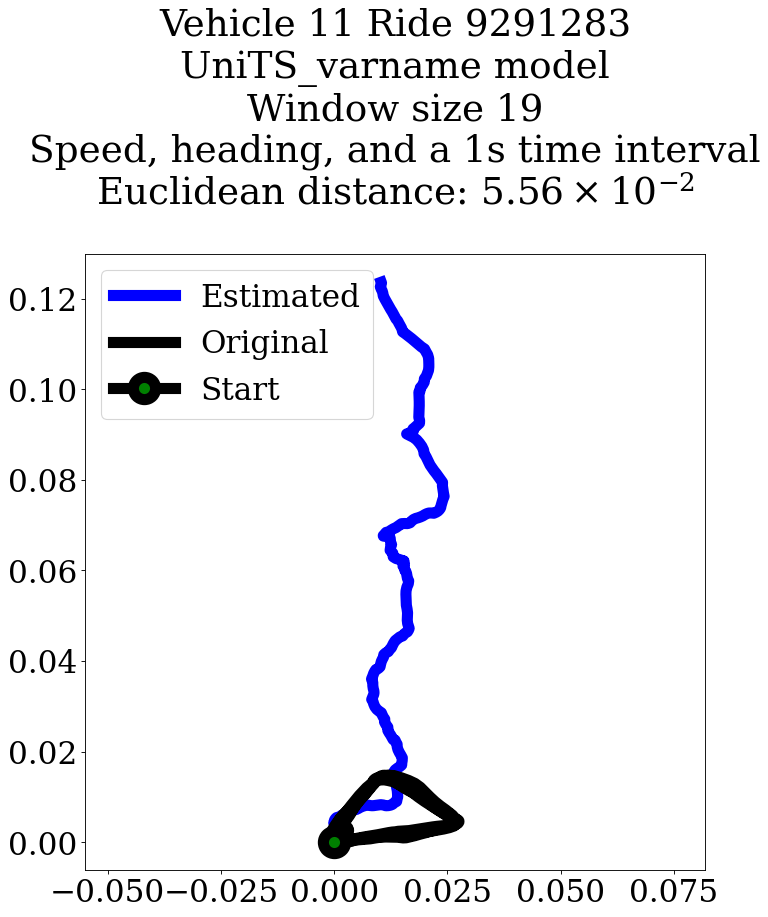 Vehicle 11 Ride 9291283
UniTS_varname model
Window size 19
Speed, heading, and a 1s time interval
Euclidean distance: 5.56 × 10⁻²
Estimated
Original
Start
0.12
0.10
0.08
0.06
0.04
0.02
0.00
−0.050 −0.025 0.000 0.025 0.050 0.075